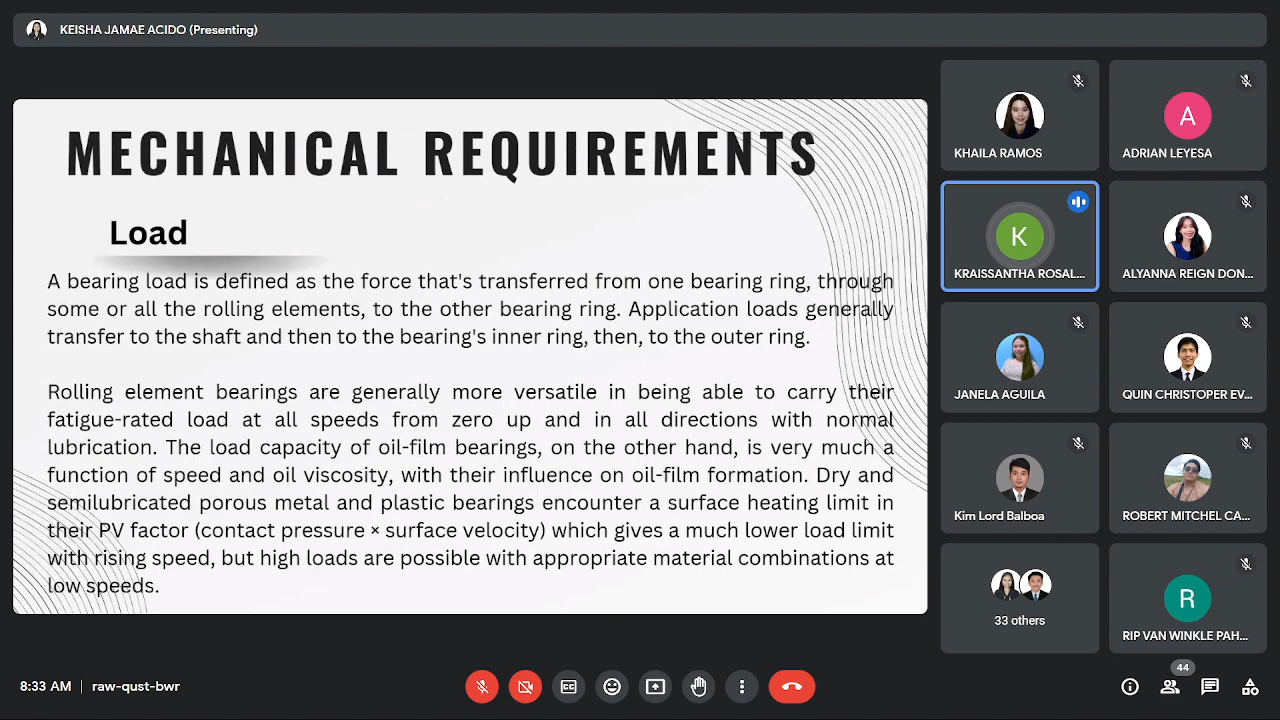 KEISHA JAMAE ACIDO (Presenting)
MECHANICAL REQUIREMENTS
Load
A bearing load is defined as the force that's transferred from one bearing ring, through
some or all the rolling elements, to the other bearing ring. Application loads generally
transfer to the shaft and then to the bearing's inner ring, then, to the outer ring.
Rolling element bearings are generally more versatile in being able to carry their
fatigue-rated load at all speeds from zero up and in all directions with normal
lubrication. The load capacity of oil-film bearings, on the other hand, is very much a
function of speed and oil viscosity, with their influence on oil-film formation. Dry and
semilubricated porous metal and plastic bearings encounter a surface heating limit in
their PV factor (contact pressure × surface velocity) which gives a much lower load limit
with rising speed, but high loads are possible with appropriate material combinations at
low speeds.
KHAILA RAMOS
A
ADRIAN LEYESA
K
KRAISSANTHA ROSAL...
ALYANNA REIGN DON...
JANELA AGUILA
QUIN CHRISTOPER EV...
Kim Lord Balboa
ROBERT MITCHEL CA...
33 others
R
RIP VAN WINKLE PAH...
8:33 AM | raw-qust-bwr
44